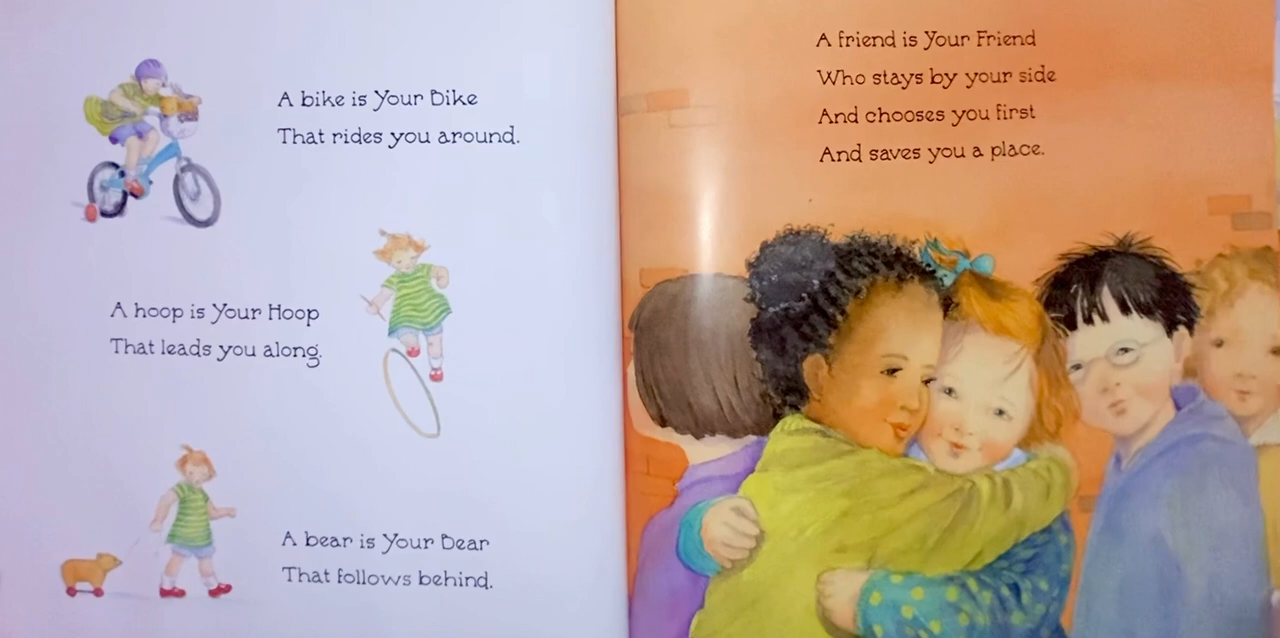 A bike is Your Bike
That rides you around.
A hoop is Your Hoop
That leads you along.
A bear is Your Bear
That follows behind.
A friend is Your Friend
Who stays by your side
And chooses you first
And saves you a place.